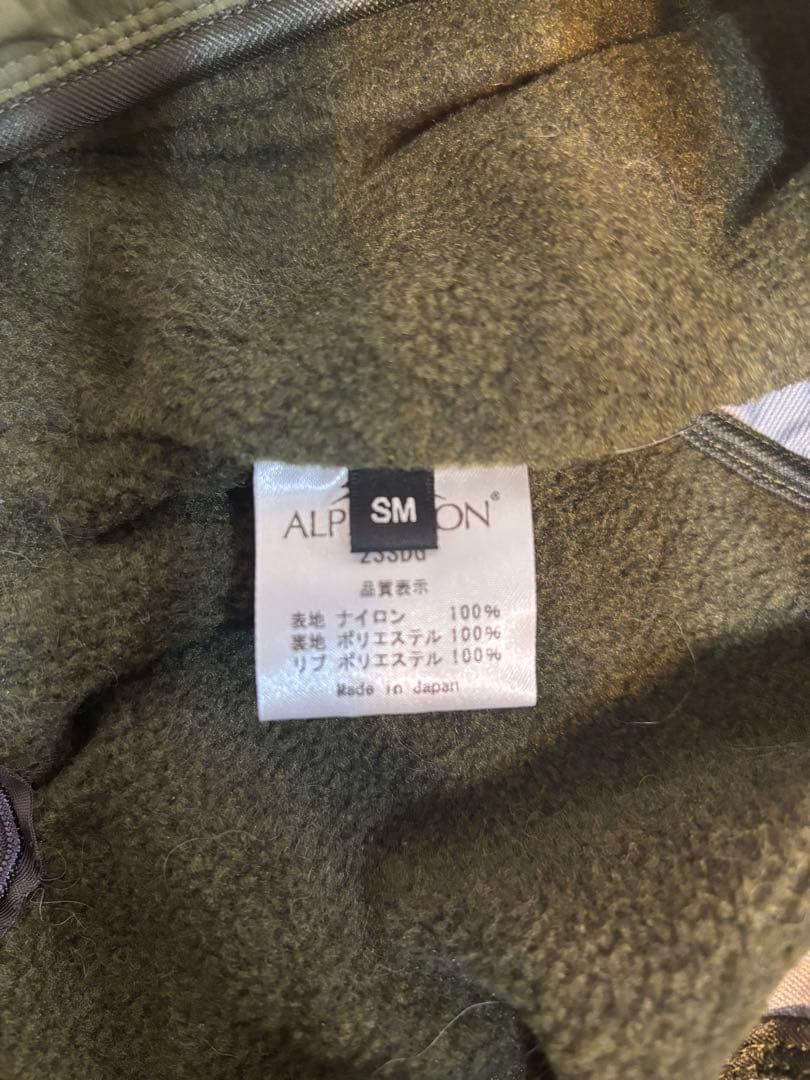 SM
ALP ON®
品質表示
表地 ナイロン 100%
裏地 ポリエステル 100%
リブ ポリエステル 100%
Made in Japan